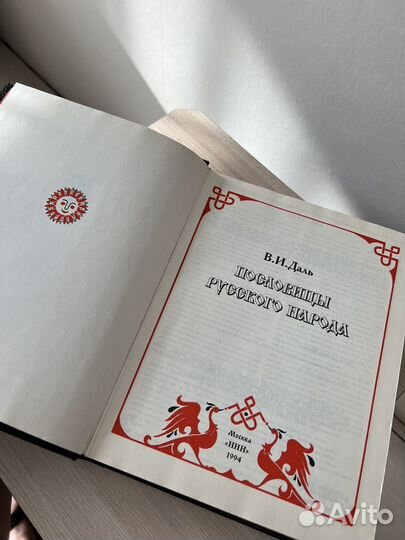 В.И.Даль
ПОСЛОВИЦЫ
РУССКОГО НАРОДА
Москва
«ННН»
1994
Avito